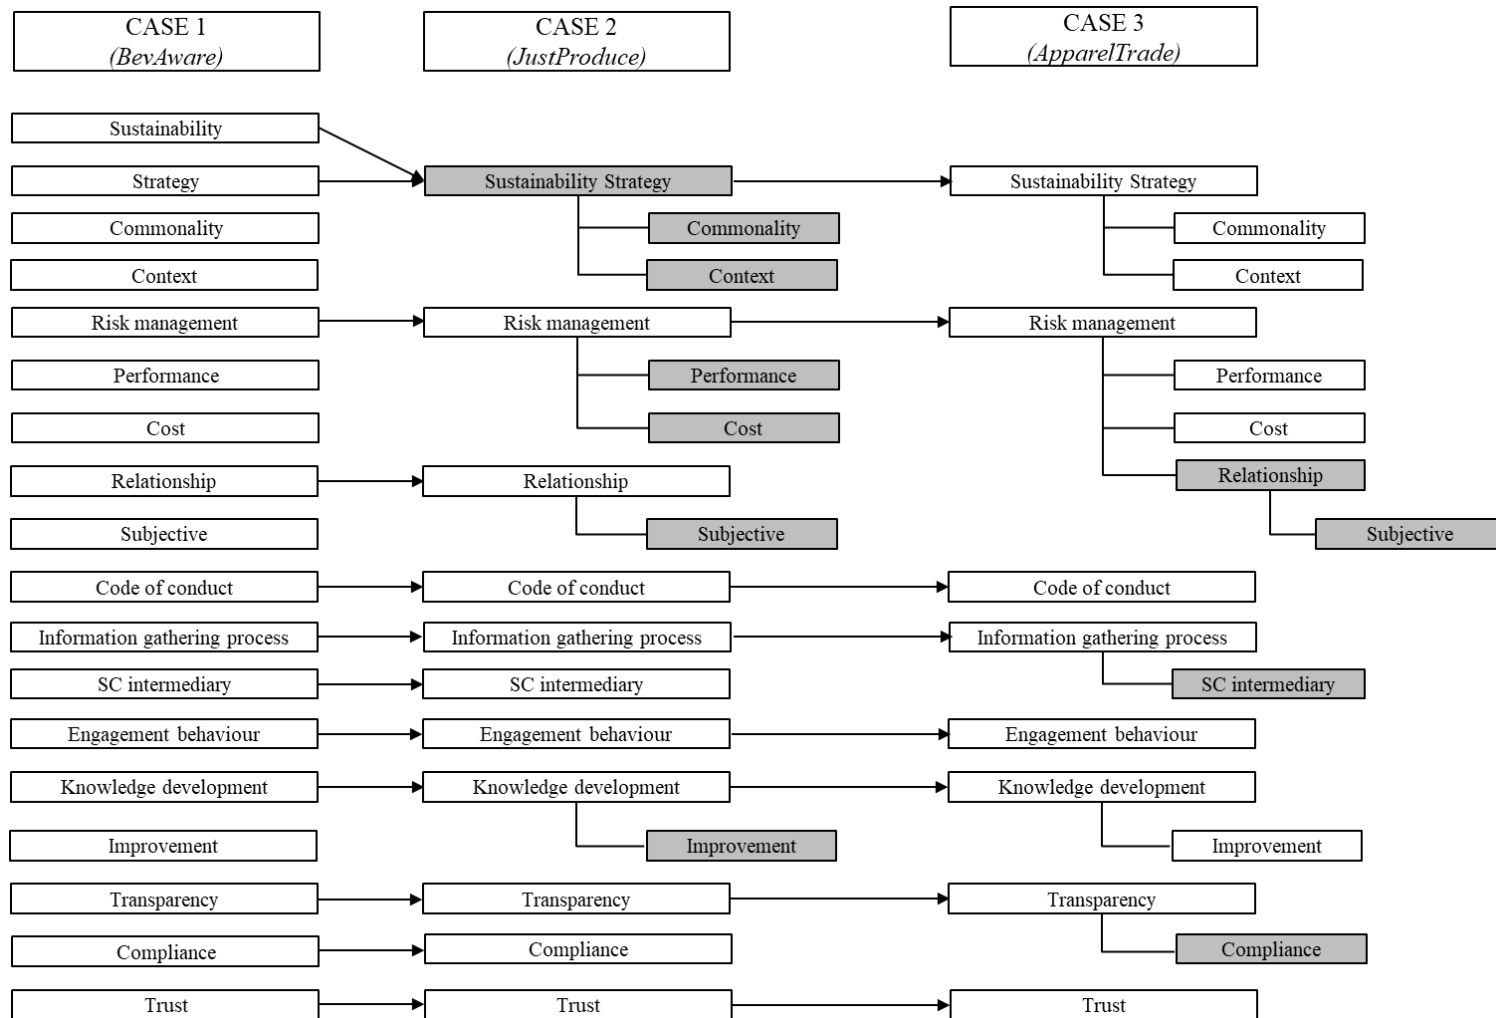 CASE 1
(BevAware)
CASE 2
(JustProduce)
CASE 3
(ApparelTrade)
Sustainability
Strategy
Sustainability Strategy
Sustainability Strategy
Commonality
Commonality
Commonality
Context
Context
Context
Risk management
Risk management
Risk management
Performance
Performance
Performance
Cost
Cost
Cost
Relationship
Relationship
Relationship
Subjective
Subjective
Subjective
Code of conduct
Code of conduct
Code of conduct
Information gathering process
Information gathering process
Information gathering process
SC intermediary
SC intermediary
SC intermediary
Engagement behaviour
Engagement behaviour
Engagement behaviour
Knowledge development
Knowledge development
Knowledge development
Improvement
Improvement
Improvement
Transparency
Transparency
Transparency
Compliance
Compliance
Compliance
Trust
Trust
Trust